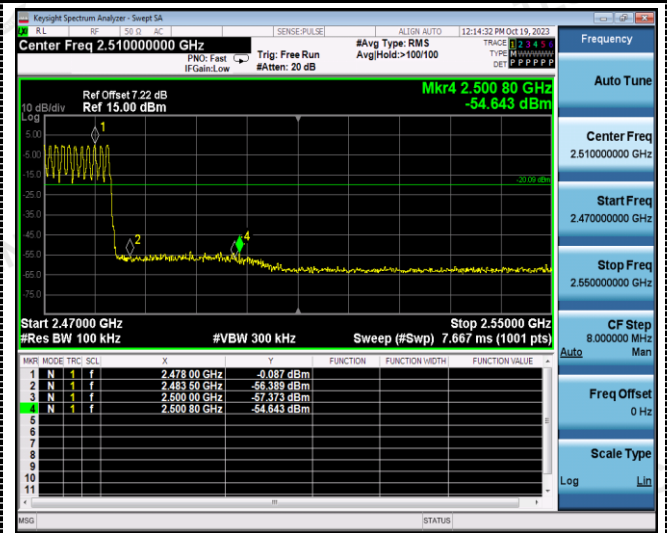 Keysight Spectrum Analyzer - Swept SA
RL RF 50 Ω AC SENSE:PULSE ALIGN AUTO 12:14:32 PM Oct 19, 2023
Center Freq 2.510000000 GHz
PNO: Fast
IFGain:Low
Trig: Free Run
#Atten: 20 dB
#Avg Type: RMS
Avg|Hold:>100/100
TRACE 1 2 3 4 5 6
TYPE M W W W W W
DET P P P P P P
Ref Offset 7.22 dB
10 dB/div Ref 15.00 dBm
Log
Mkr4 2.500 80 GHz
-54.643 dBm
5.00
-5.00
-15.0
-25.0
-35.0
-45.0
-55.0
-65.0
-75.0
1
2
4
-20.09 dBm
Start 2.47000 GHz Stop 2.55000 GHz
#Res BW 100 kHz #VBW 300 kHz Sweep (#Swp) 7.667 ms (1001 pts)
MKR MODE TRC SCL X Y FUNCTION FUNCTION WIDTH FUNCTION VALUE
1 N 1 f 2.478 00 GHz -0.087 dBm
2 N 1 f 2.483 50 GHz -56.389 dBm
3 N 1 f 2.500 00 GHz -57.373 dBm
4 N 1 f 2.500 80 GHz -54.643 dBm
5
6
7
8
9
10
11
MSG STATUS
Frequency
Auto Tune
Center Freq
2.510000000 GHz
Start Freq
2.470000000 GHz
Stop Freq
2.550000000 GHz
CF Step
8.000000 MHz
Auto Man
Freq Offset
0 Hz
Scale Type
Log Lin